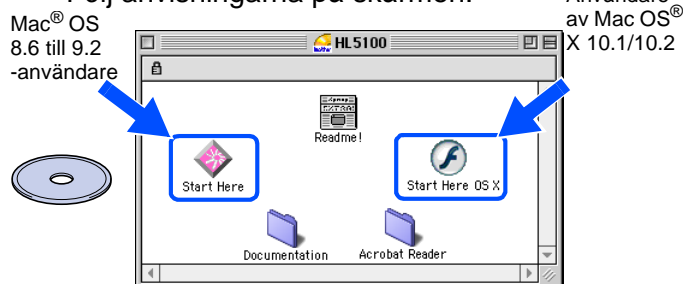 Följ anvisningarna på skärmen.
Mac® OS
8.6 till 9.2
-användare
Användare
av Mac OS®
X 10.1/10.2
HL5100
Readme!
Start Here
Start Here OS X
Documentation
Acrobat Reader